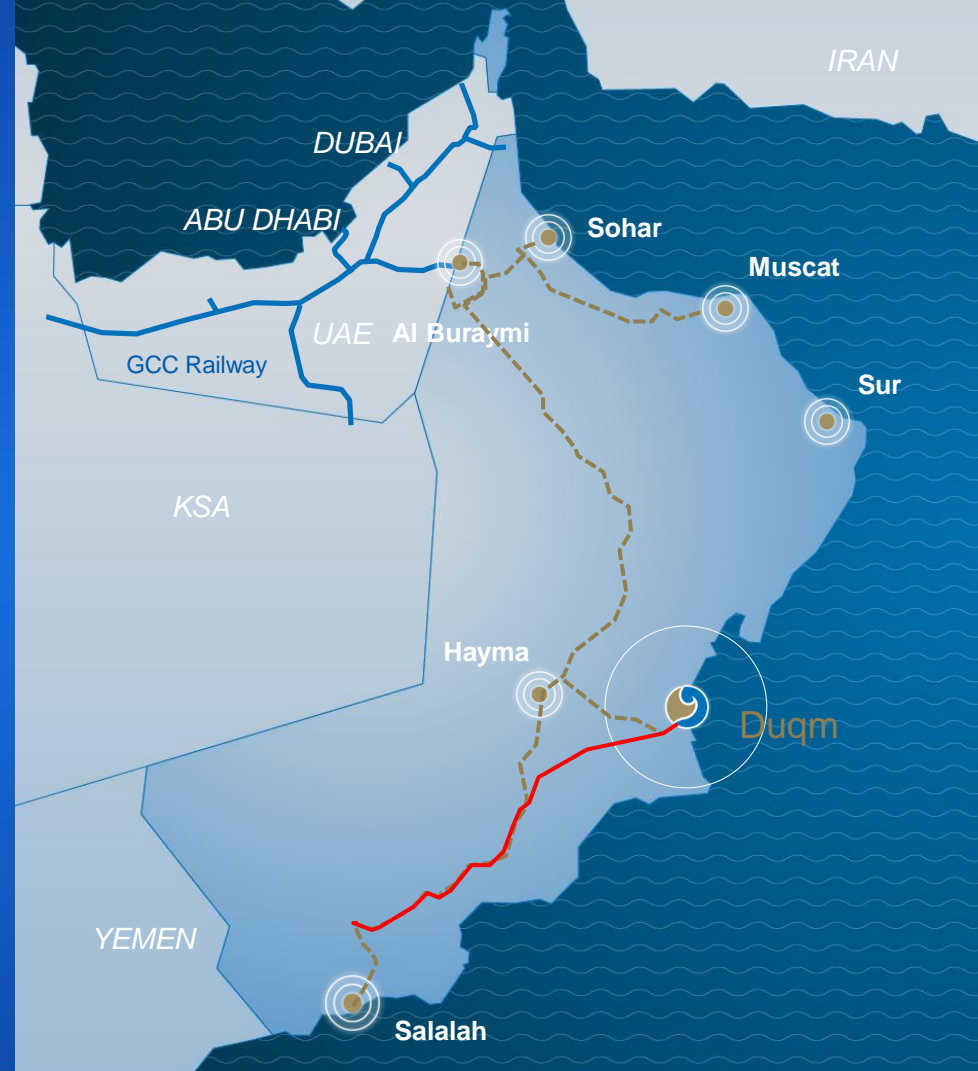 IRAN
DUBAI
ABU DHABI
Sohar
Muscat
UAE
Al Buraymi
GCC Railway
Sur
KSA
Hayma
Duqm
YEMEN
Salalah